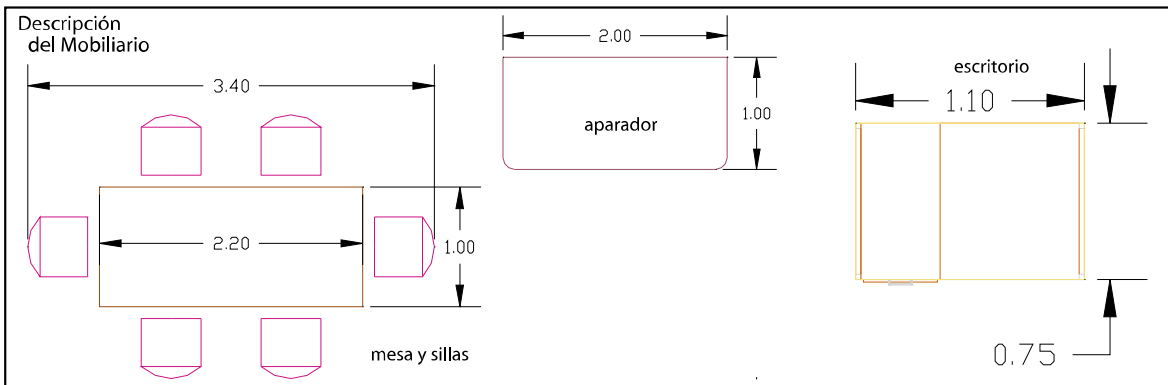 Descripción
del Mobiliario
3.40
2.20
1.00
mesa y sillas
2.00
1.00
aparador
escritorio
1.10
0.75